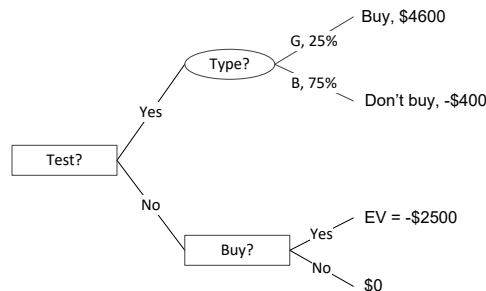 Buy, $4600
G, 25%
Type?
B, 75%
Don't buy, -$400
Yes
Test?
No
EV = -$2500
Yes
Buy?
No
$0